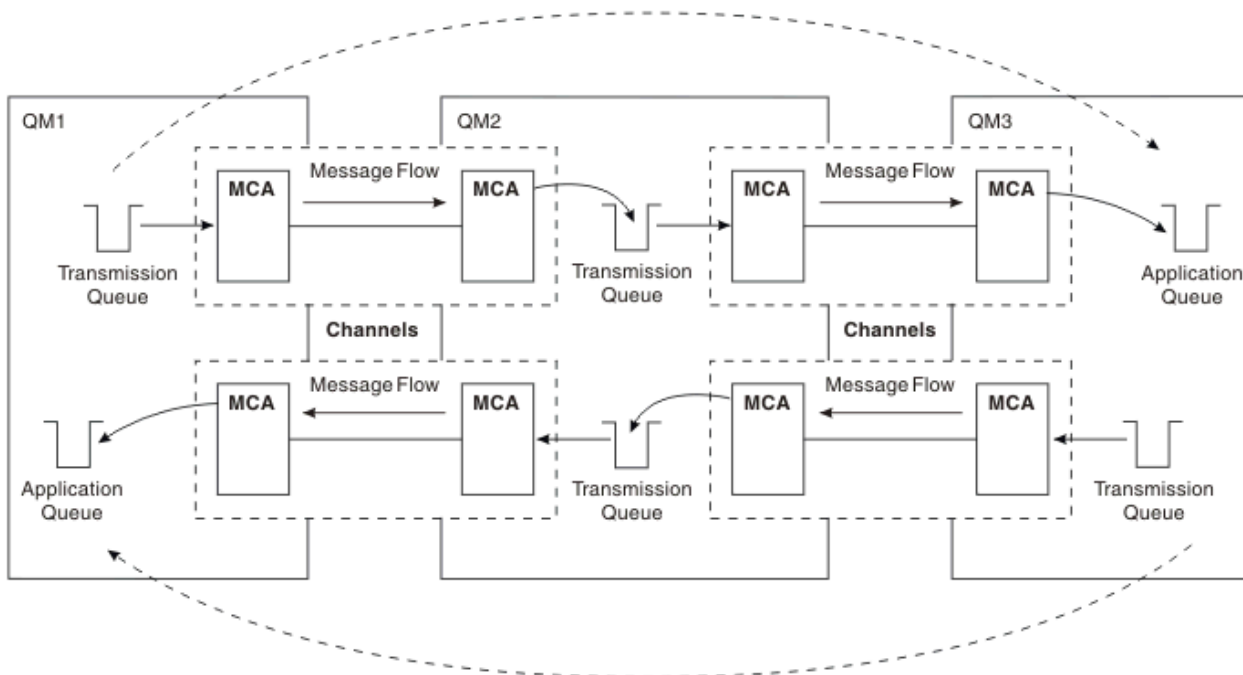 QM1
QM2
QM3
Message Flow
Message Flow
MCA
MCA
MCA
MCA
Transmission
Queue
Transmission
Queue
Application
Queue
Channels
Channels
Message Flow
Message Flow
MCA
MCA
MCA
MCA
Application
Queue
Transmission
Queue
Transmission
Queue